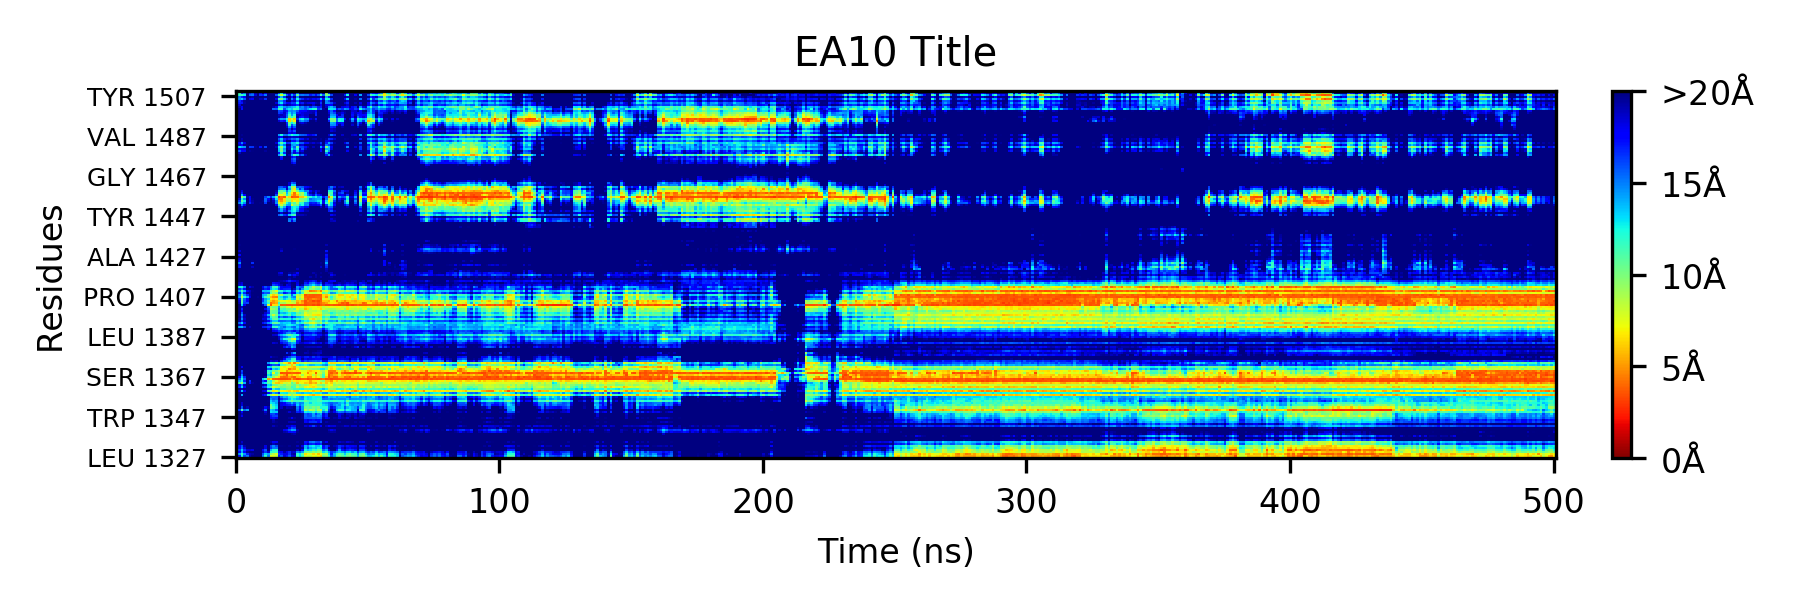 EA10 Title
Residues
TYR 1507
VAL 1487
GLY 1467
TYR 1447
ALA 1427
PRO 1407
LEU 1387
SER 1367
TRP 1347
LEU 1327
0 100 200 300 400 500
Time (ns)
>20Å
15Å
10Å
5Å
0Å